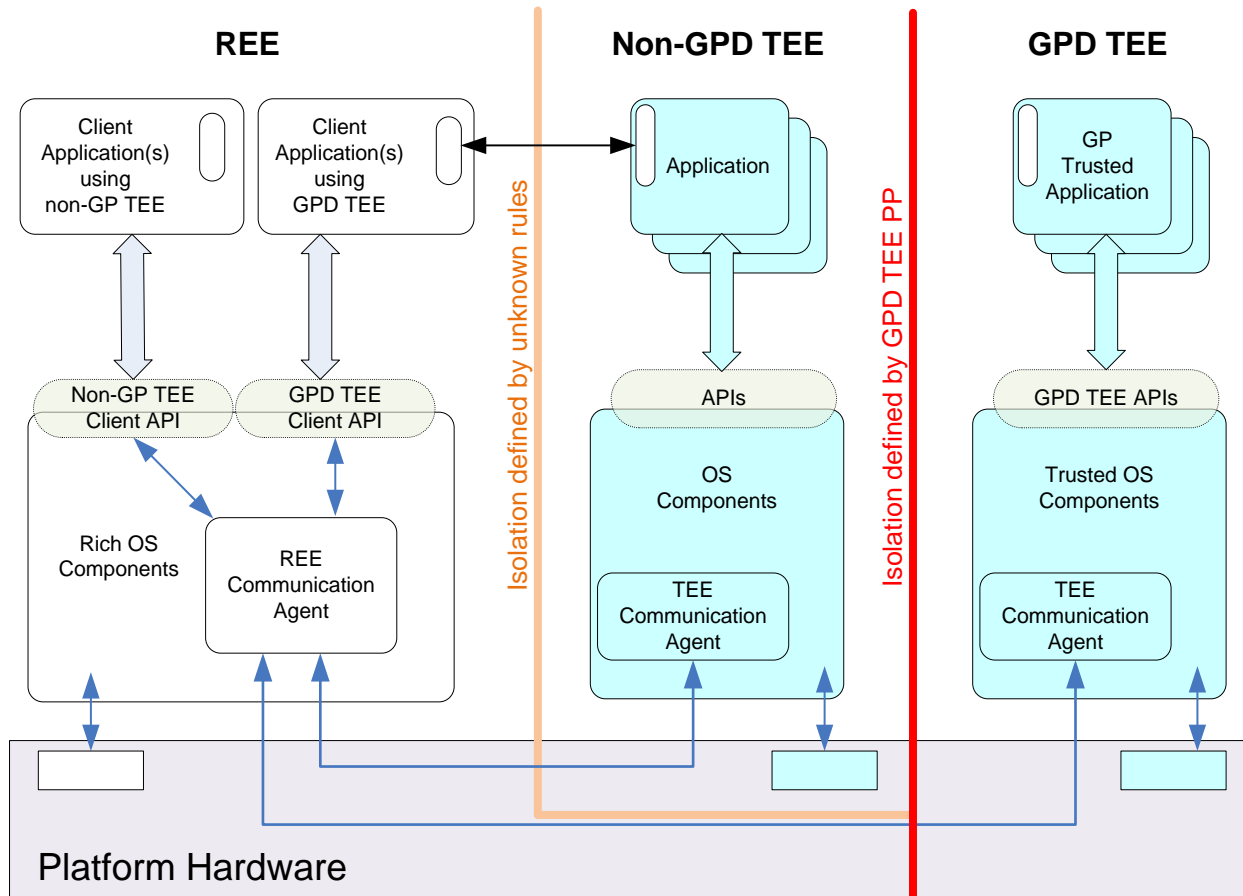 REE
Non-GPD TEE
GPD TEE
Client
Application(s)
using
non-GP TEE
Client
Application(s)
using
GPD TEE
Application
GP
Trusted
Application
Isolation defined by unknown rules
Isolation defined by GPD TEE PP
Non-GP TEE
Client API
GPD TEE
Client API
APIs
GPD TEE APIs
Rich OS
Components
REE
Communication
Agent
OS
Components
TEE
Communication
Agent
Trusted OS
Components
TEE
Communication
Agent
Platform Hardware